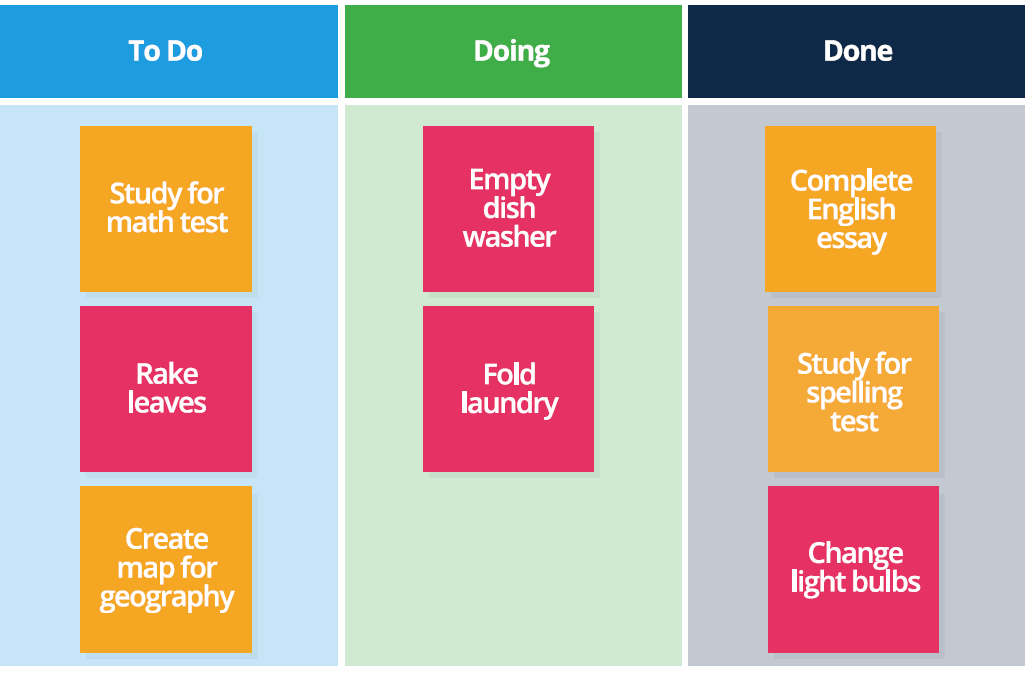 To Do
Doing
Done
Study for
math test
Rake
leaves
Create
map for
geography
Empty
dish
washer
Fold
laundry
Complete
English
essay
Study for
spelling
test
Change
light bulbs